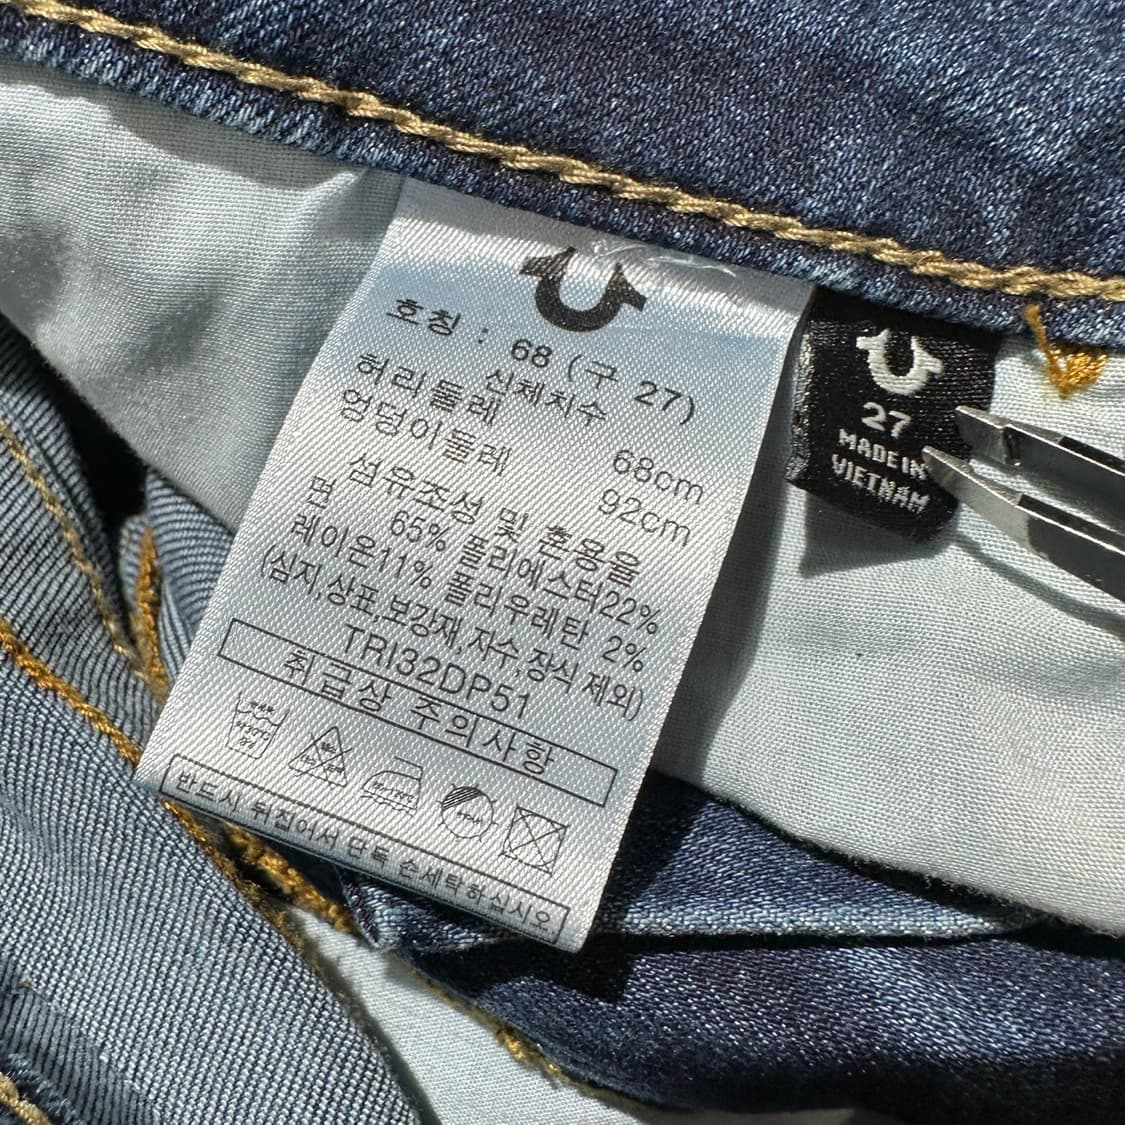 호칭 : 68 (구 27)
신체치수
허리둘레 68cm
엉덩이둘레 92cm
섬유조성 및 혼용율
면 65% 폴리에스터22%
레이온11% 폴리우레탄 2%
(심지,상표,보강재,자수,장식 제외)
TRI32DP51
취급상 주의사항
반드시 뒤집어서 단독 손세탁하십시오
27
MADE IN
VIETNAM